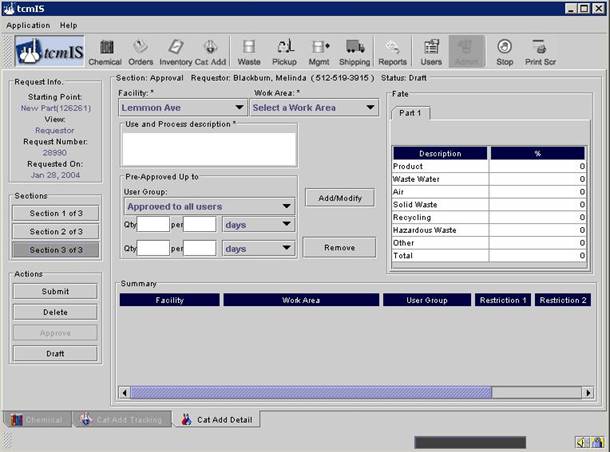 tcmIS
Application Help
tcmIS Chemical Orders Inventory Cat Add Waste Pickup Mgmt Shipping Reports Users Admin Stop Print Scr
Request Info.
Starting Point:
New Part(126261)
View:
Requestor
Request Number:
28990
Requested On:
Jan 28, 2004
Sections
Section 1 of 3
Section 2 of 3
Section 3 of 3
Actions
Submit
Delete
Approve
Draft
Section: Approval Requestor: Blackburn, Melinda (512-519-3915) Status: Draft
Facility: * Work Area: *
Lemmon Ave Select a Work Area
Use and Process description *
Pre-Approved Up to
User Group:
Approved to all users
Qty per days
Qty per days
Add/Modify
Remove
Fate
Part 1
Description %
Product 0
Waste Water 0
Air 0
Solid Waste 0
Recycling 0
Hazardous Waste 0
Other 0
Total 0
Summary
Facility Work Area User Group Restriction 1 Restriction 2
Chemical Cat Add Tracking Cat Add Detail